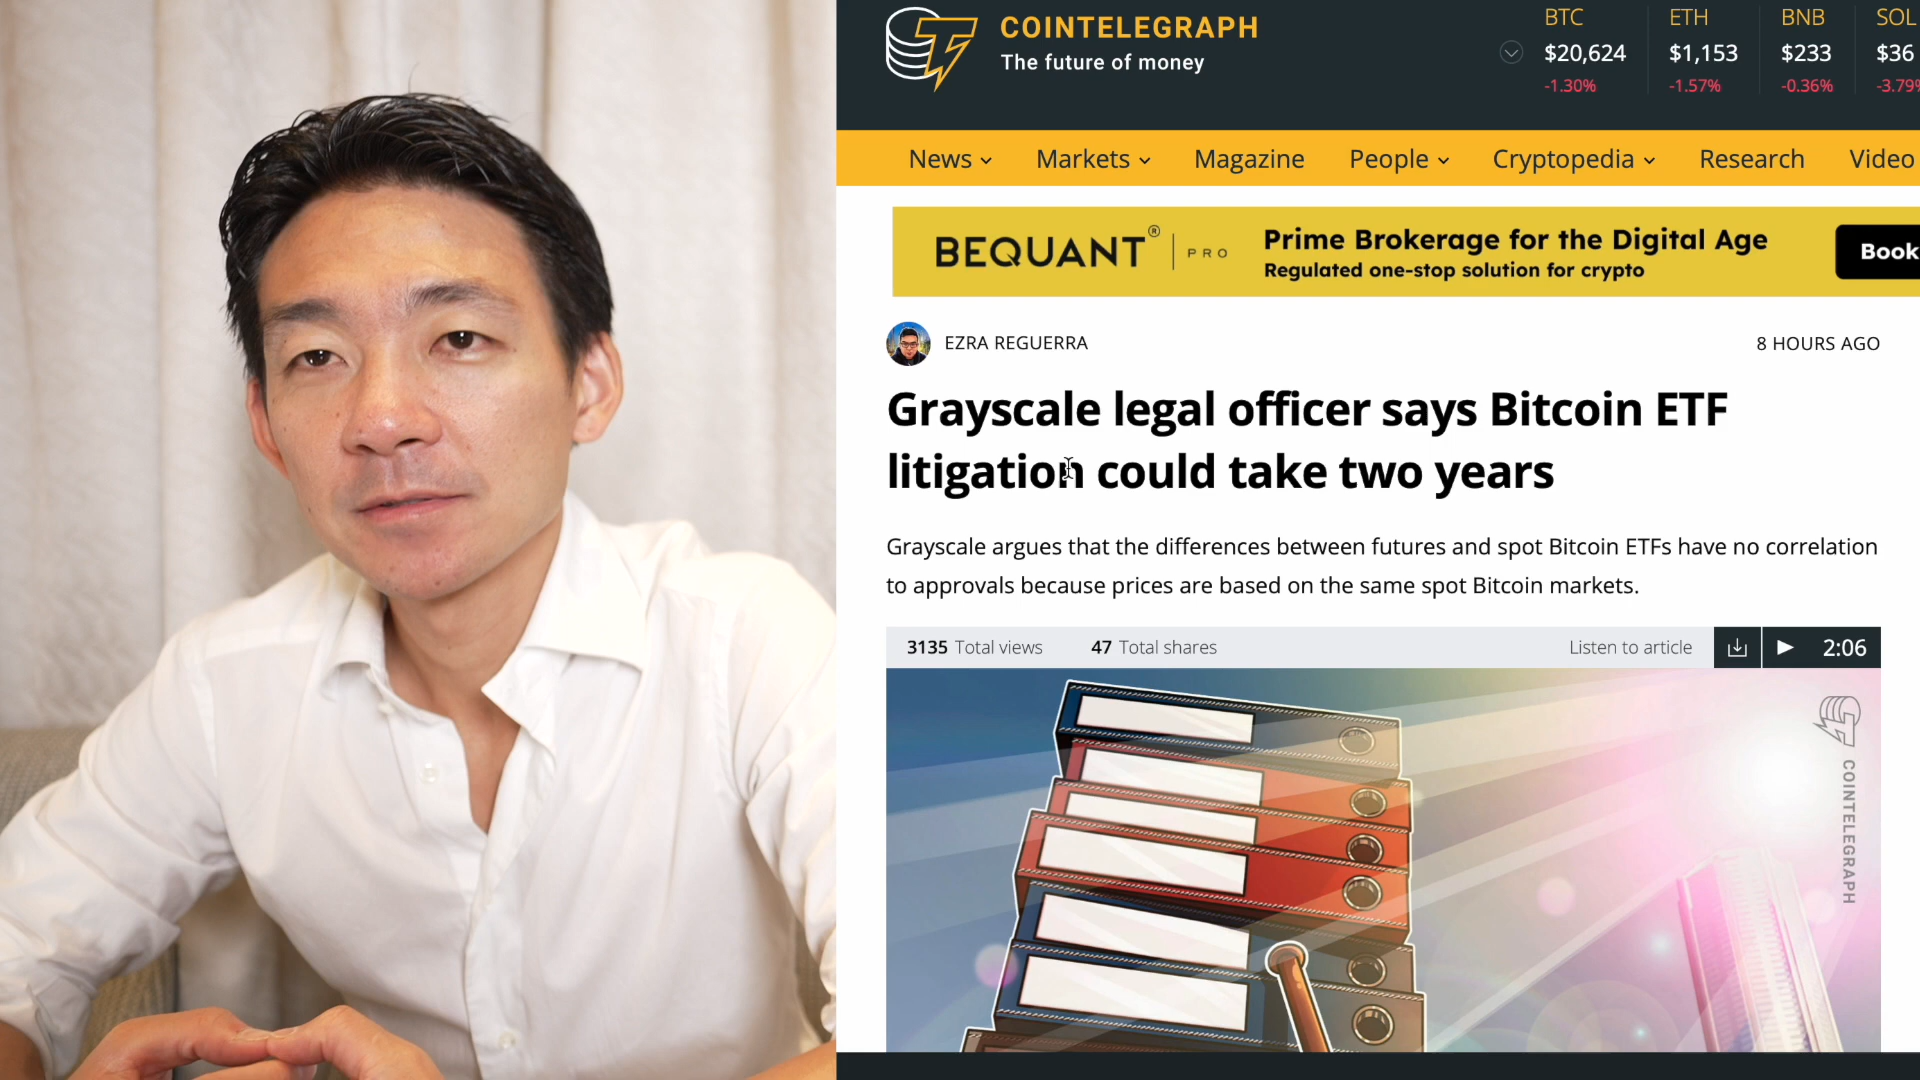 COINTELEGRAPH
The future of money
BTC ETH BNB SOL
$20,624 $1,153 $233 $36
-1.30% -1.57% -0.36% -3.79%
News Markets Magazine People Cryptopedia Research Video
BEQUANT® | PRO
Prime Brokerage for the Digital Age
Regulated one-stop solution for crypto
Book
EZRA REGUERRA
8 HOURS AGO
Grayscale legal officer says Bitcoin ETF
litigation could take two years
Grayscale argues that the differences between futures and spot Bitcoin ETFs have no correlation
to approvals because prices are based on the same spot Bitcoin markets.
3135 Total views 47 Total shares Listen to article 2:06
COINTELEGRAPH